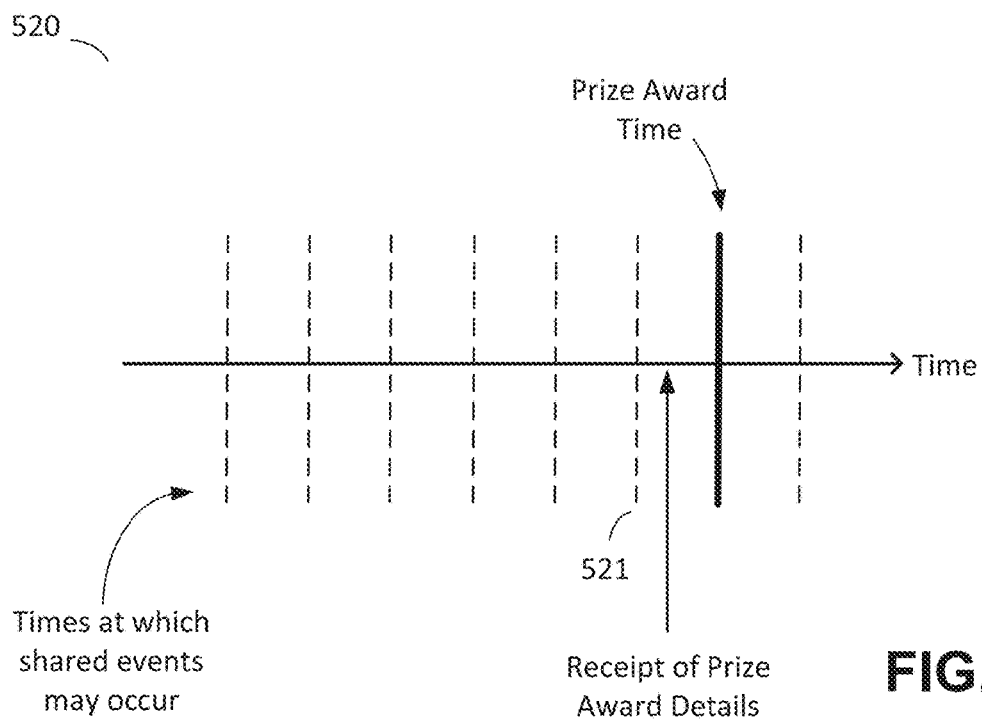 520
Prize Award
Time
Time
521
Times at which
shared events
may occur
Receipt of Prize
Award Details
FIG.